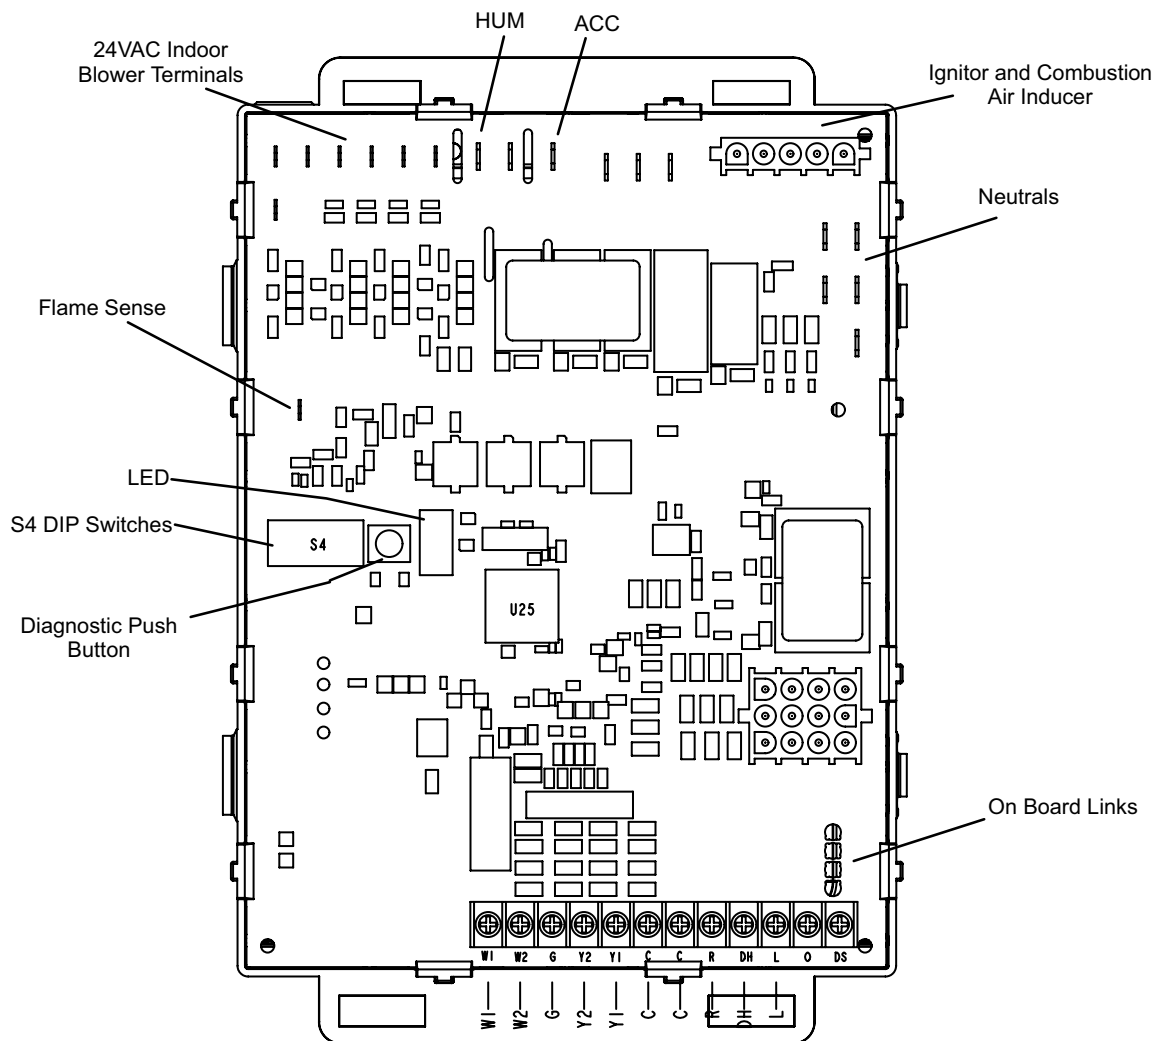 HUM
ACC
24VAC Indoor
Blower Terminals
Ignitor and Combustion
Air Inducer
Neutrals
Flame Sense
LED
S4 DIP Switches
S4
U25
Diagnostic Push
Button
On Board Links
W1 W2 G Y2 Y1 C C R DH L O DS
W1 W2 G Y2 Y1 C C R DH L